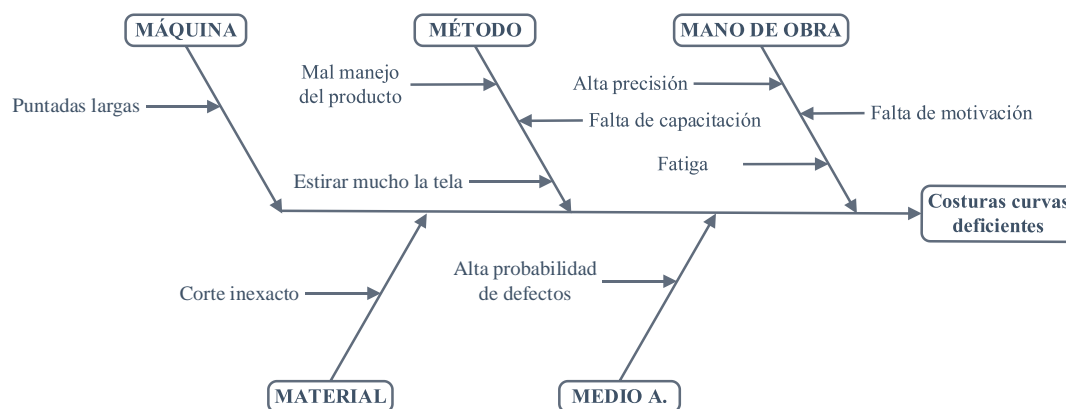 MÁQUINA
MÉTODO
MANO DE OBRA
Mal manejo
del producto
Alta precisión
Puntadas largas
Falta de capacitación
Falta de motivación
Fatiga
Estirar mucho la tela
Costuras curvas
deficientes
Alta probabilidad
de defectos
Corte inexacto
MATERIAL
MEDIO A.